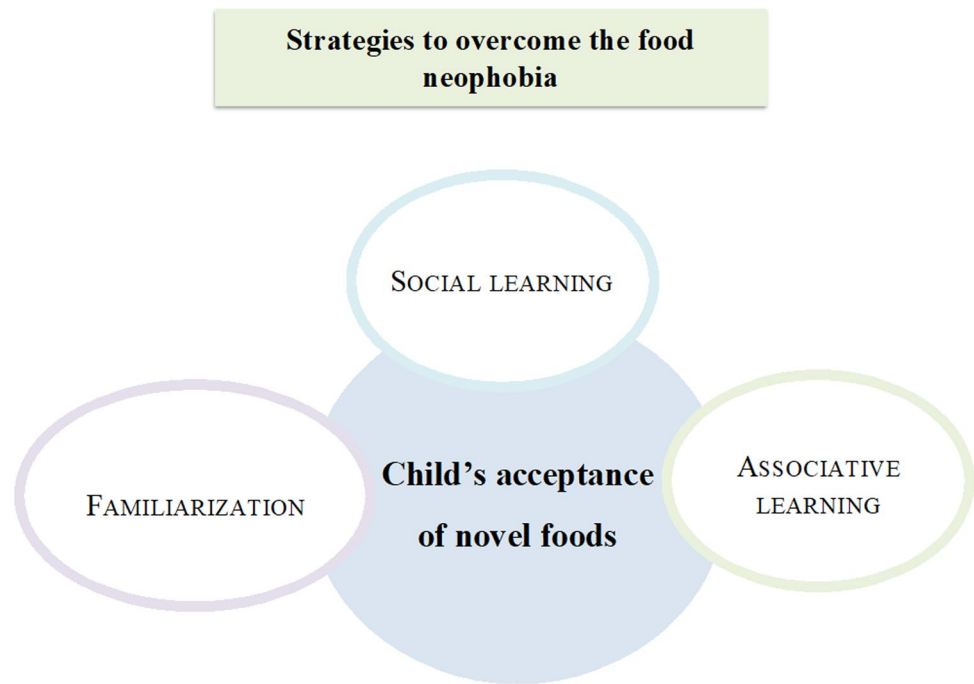 Strategies to overcome the food
neophobia
SOCIAL LEARNING
FAMILIARIZATION
Child’s acceptance
of novel foods
ASSOCIATIVE
LEARNING